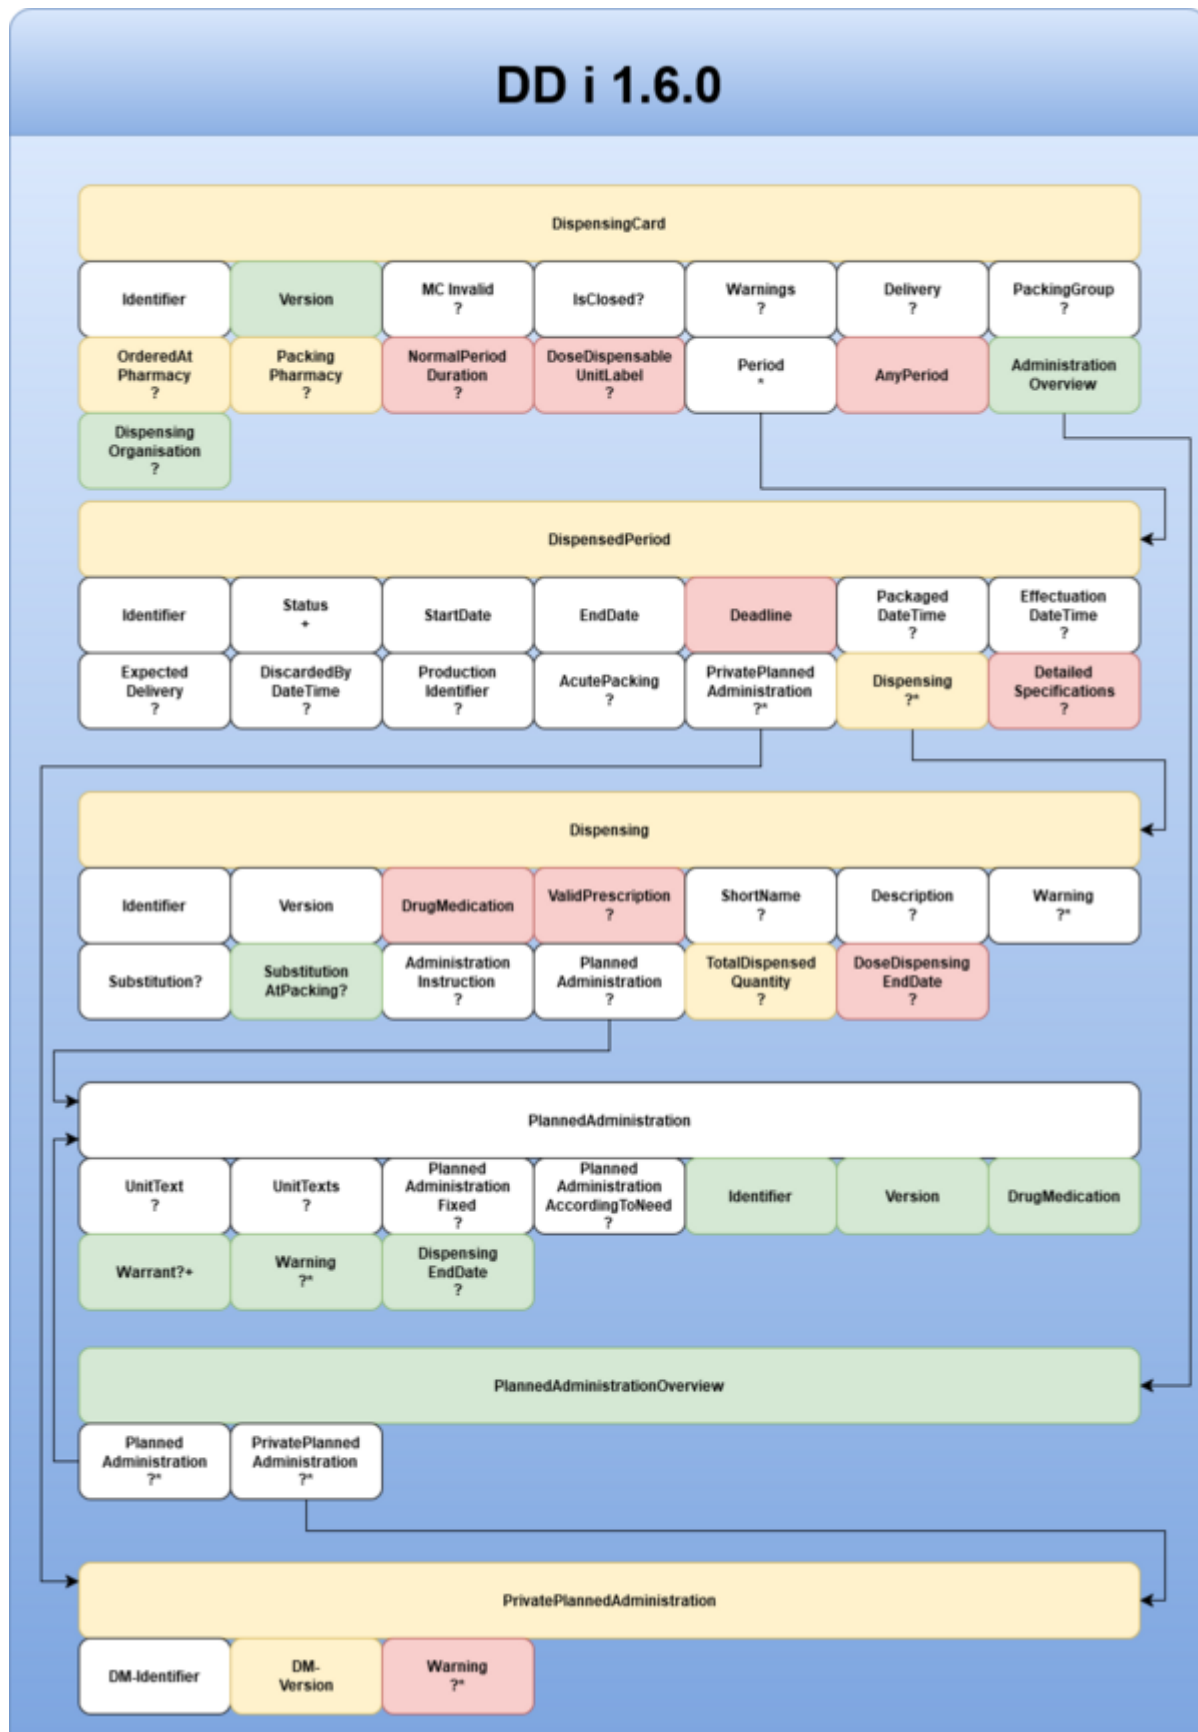 DD i 1.6.0
DispensingCard
Identifier
Version
MC Invalid
?
IsClosed?
Warnings
?
Delivery
?
PackingGroup
?
OrderedAt
Pharmacy
?
Packing
Pharmacy
?
NormalPeriod
Duration
?
DoseDispensable
UnitLabel
?
Period
*
AnyPeriod
Administration
Overview
Dispensing
Organisation
?
DispensedPeriod
Identifier
Status
+
StartDate
EndDate
Deadline
Packaged
DateTime
?
Effectuation
DateTime
?
Expected
Delivery
?
DiscardedBy
DateTime
?
Production
Identifier
?
AcutePacking
?
PrivatePlanned
Administration
?*
Dispensing
?*
Detailed
Specifications
?
Dispensing
Identifier
Version
DrugMedication
ValidPrescription
?
ShortName
?
Description
?
Warning
?*
Substitution?
Substitution
AtPacking?
Administration
Instruction
?
Planned
Administration
?
TotalDispensed
Quantity
?
DoseDispensing
EndDate
?
PlannedAdministration
UnitText
?
UnitTexts
?
Planned
Administration
Fixed
?
Planned
Administration
AccordingToNeed
?
Identifier
Version
DrugMedication
Warrant?+
Warning
?*
Dispensing
EndDate
?
PlannedAdministrationOverview
Planned
Administration
?*
PrivatePlanned
Administration
?*
PrivatePlannedAdministration
DM-Identifier
DM-
Version
Warning
?*